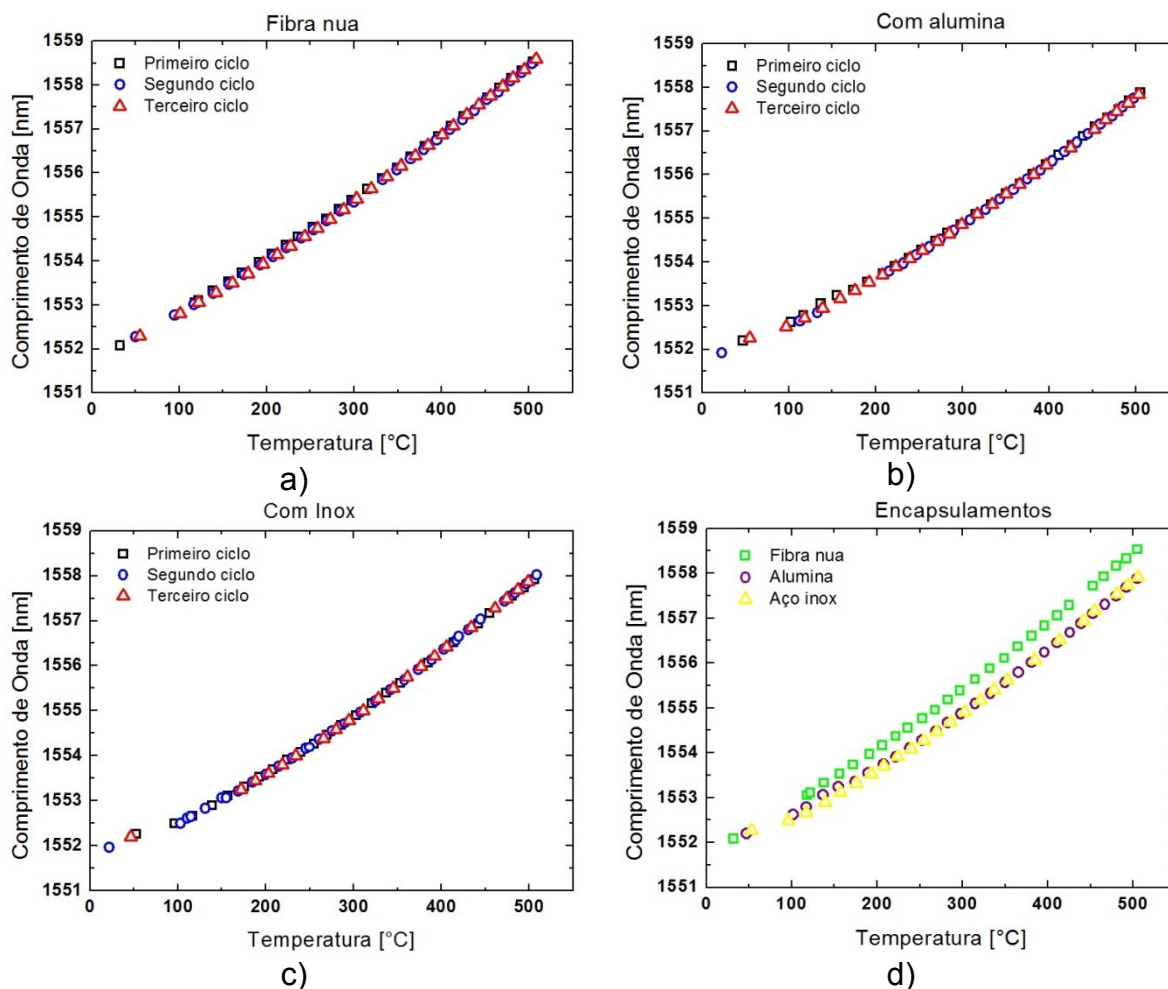 Fibra nua
1559
1558
1557
1556
1555
1554
1553
1552
1551
Comprimento de Onda [nm]
Primeiro ciclo
Segundo ciclo
Terceiro ciclo
0 100 200 300 400 500
Temperatura [°C]
a)
Com alumina
1559
1558
1557
1556
1555
1554
1553
1552
1551
Comprimento de Onda [nm]
Primeiro ciclo
Segundo ciclo
Terceiro ciclo
0 100 200 300 400 500
Temperatura [°C]
b)
Com Inox
1559
1558
1557
1556
1555
1554
1553
1552
1551
Comprimento de Onda [nm]
Primeiro ciclo
Segundo ciclo
Terceiro ciclo
0 100 200 300 400 500
Temperatura [°C]
c)
Encapsulamentos
1559
1558
1557
1556
1555
1554
1553
1552
1551
Comprimento de Onda [nm]
Fibra nua
Alumina
Aço inox
0 100 200 300 400 500
Temperatura [°C]
d)